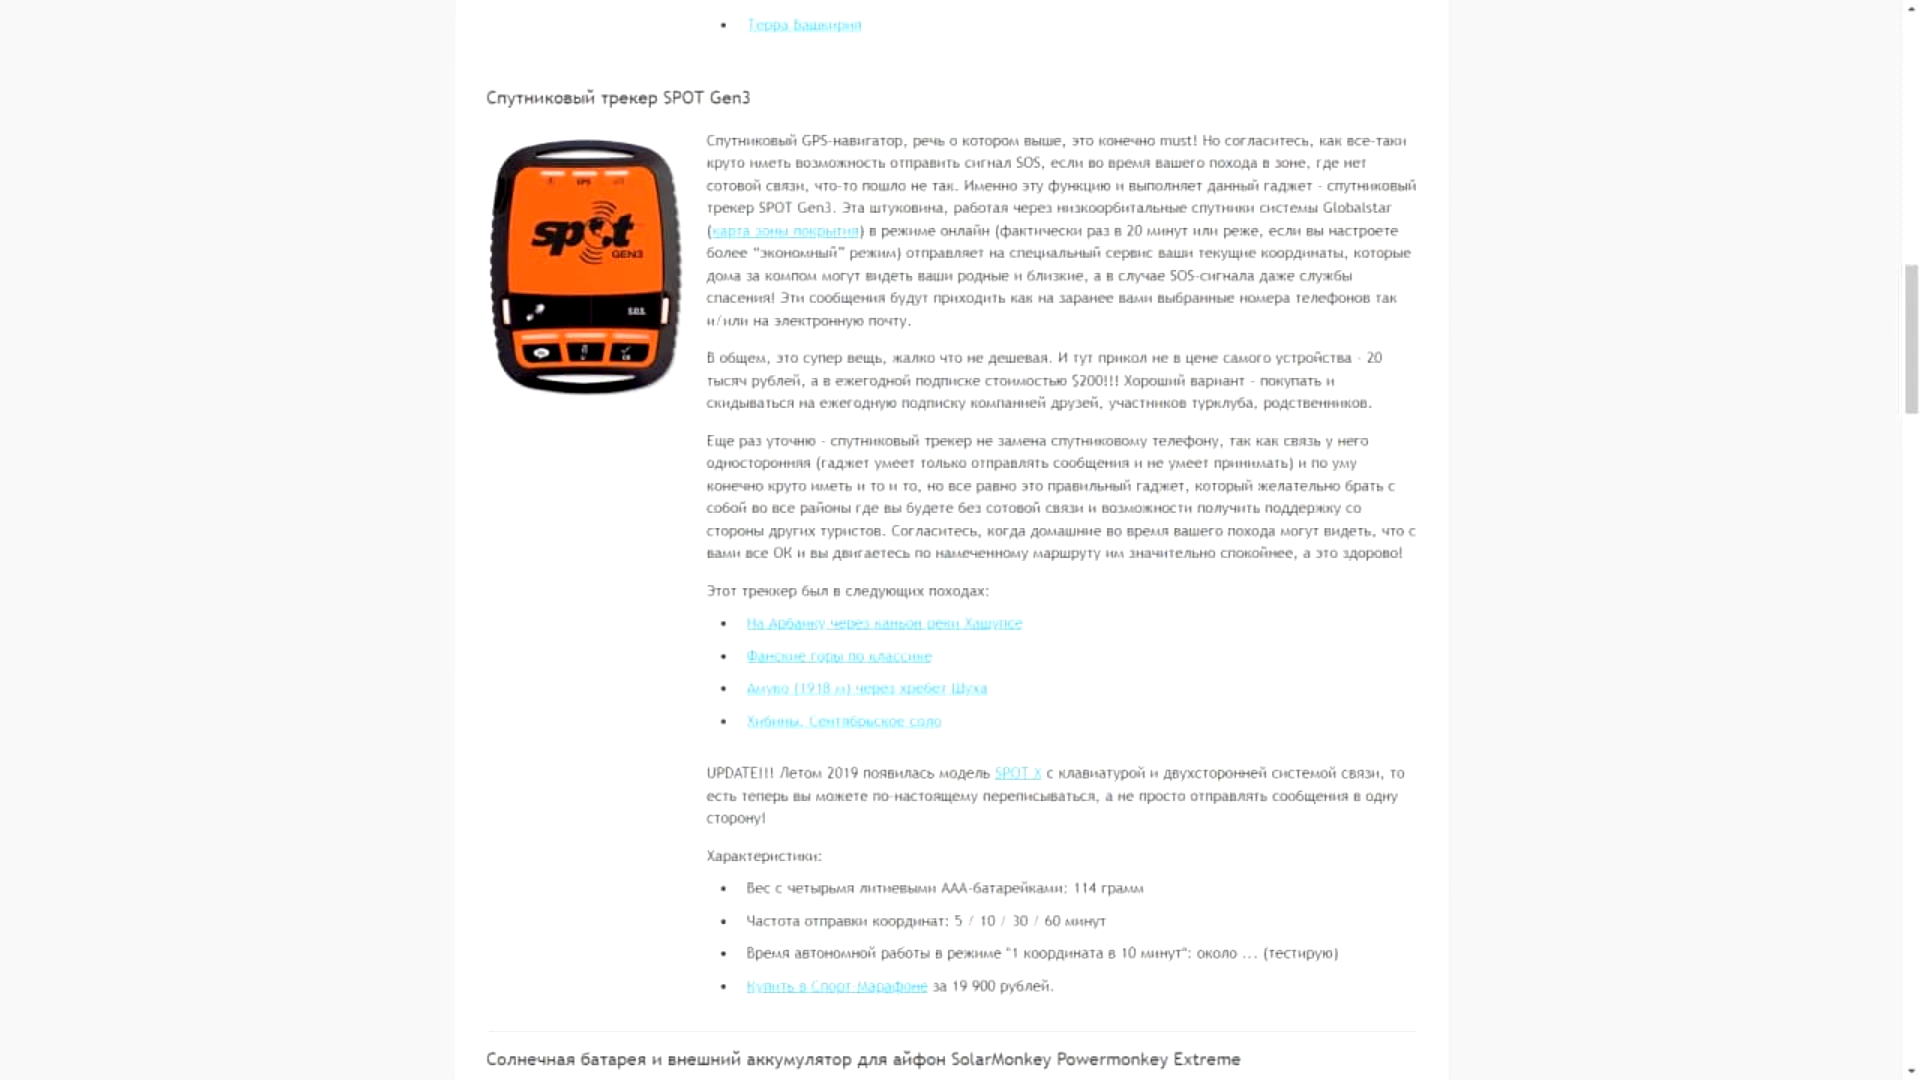 Терра Башкирия
Спутниковый трекер SPOT Gen3
Спутниковый GPS-навигатор, речь о котором выше, это конечно must! Но согласитесь, как все-таки
круто иметь возможность отправить сигнал SOS, если во время вашего похода в зоне, где нет
сотовой связи, что-то пошло не так. Именно эту функцию и выполняет данный гаджет - спутниковый
трекер SPOT Gen3. Эта штуковина, работая через низкоорбитальные спутники системы Globalstar
(карта зоны покрытия) в режиме онлайн (фактически раз в 20 минут или реже, если вы настроете
более “экономный” режим) отправляет на специальный сервис ваши текущие координаты, которые
дома за компом могут видеть ваши родные и близкие, а в случае SOS-сигнала даже службы
спасения! Эти сообщения будут приходить как на заранее вами выбранные номера телефонов так
и/или на электронную почту.
GPS
spot
GEN3
S.O.S.
OK
В общем, это супер вещь, жалко что не дешевая. И тут прикол не в цене самого устройства - 20
тысяч рублей, а в ежегодной подписке стоимостью $200!!! Хороший вариант - покупать и
скидываться на ежегодную подписку компанией друзей, участников турклуба, родственников.
Еще раз уточню - спутниковый трекер не замена спутниковому телефону, так как связь у него
односторонняя (гаджет умеет только отправлять сообщения и не умеет принимать) и по уму
конечно круто иметь и то и то, но все равно это правильный гаджет, который желательно брать с
собой во все районы где вы будете без сотовой связи и возможности получить поддержку со
стороны других туристов. Согласитесь, когда домашние во время вашего похода могут видеть, что с
вами все ОК и вы двигаетесь по намеченному маршруту им значительно спокойнее, а это здорово!
Этот треккер был в следующих походах:
На Арбаику через каньон реки Хашупсе
Фанские горы по классике
Амуко (1918 м) через хребет Шуха
Хибины. Сентябрьское соло
UPDATE!!! Летом 2019 появилась модель SPOT X с клавиатурой и двухсторонней системой связи, то
есть теперь вы можете по-настоящему переписываться, а не просто отправлять сообщения в одну
сторону!
Характеристики:
Вес с четырьмя литиевыми ААА-батарейками: 114 грамм
Частота отправки координат: 5 / 10 / 30 / 60 минут
Время автономной работы в режиме "1 координата в 10 минут": около ... (тестирую)
Купить в Спорт Марафоне за 19 900 рублей.
Солнечная батарея и внешний аккумулятор для айфон SolarMonkey Powermonkey Extreme